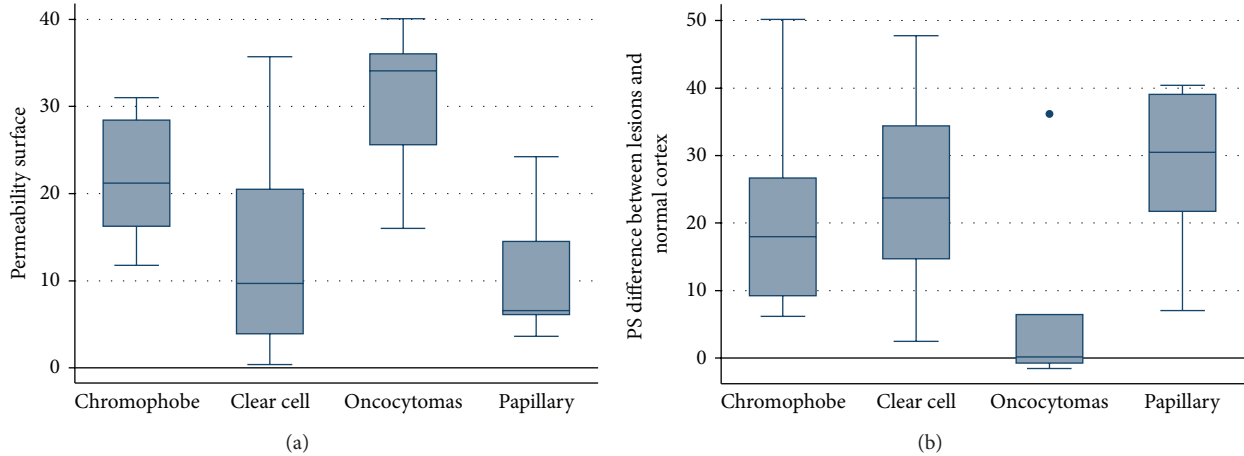 Permeability surface
40
30
20
10
0
Chromophobe Clear cell Oncocytomas Papillary
(a)
PS difference between lesions and
normal cortex
50
40
30
20
10
0
Chromophobe Clear cell Oncocytomas Papillary
(b)